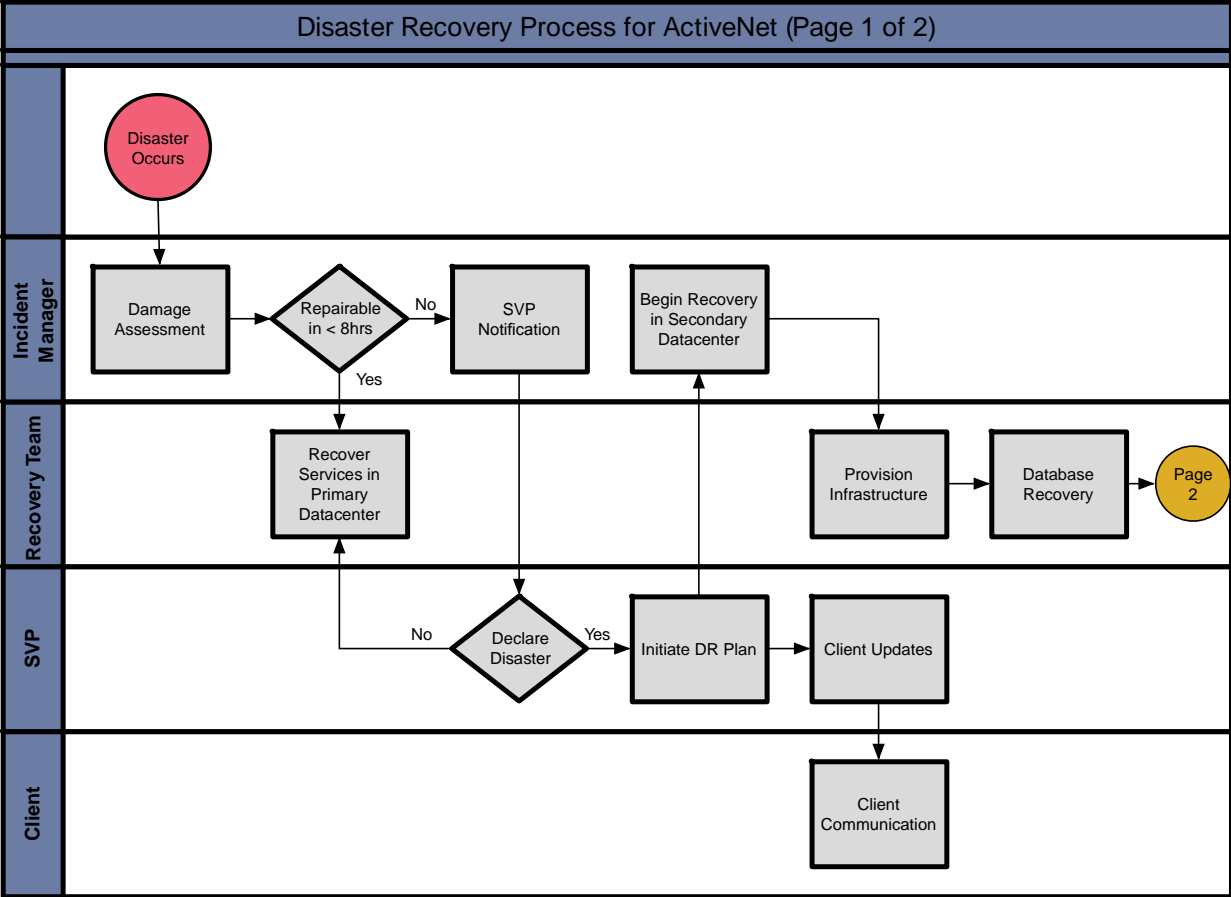 Disaster Recovery Process for ActiveNet (Page 1 of 2)
Disaster
Occurs
Incident
Manager
Damage
Assessment
Repairable
in < 8hrs
No
Yes
SVP
Notification
Begin Recovery
in Secondary
Datacenter
Recovery Team
Recover
Services in
Primary
Datacenter
Provision
Infrastructure
Database
Recovery
Page
2
SVP
No
Declare
Disaster
Yes
Initiate DR Plan
Client Updates
Client
Client
Communication